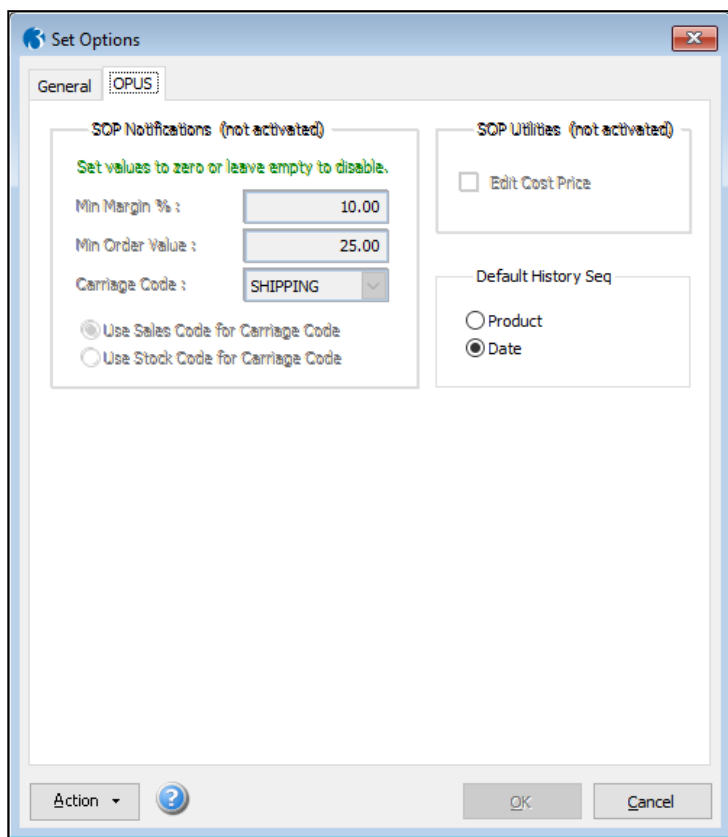 Set Options
General OPUS
SOP Notifications (not activated)
Set values to zero or leave empty to disable.
Min Margin % : 10.00
Min Order Value : 25.00
Carriage Code : SHIPPING
Use Sales Code for Carriage Code
Use Stock Code for Carriage Code
SOP Utilities (not activated)
Edit Cost Price
Default History Seq
Product
Date
Action ?
OK Cancel